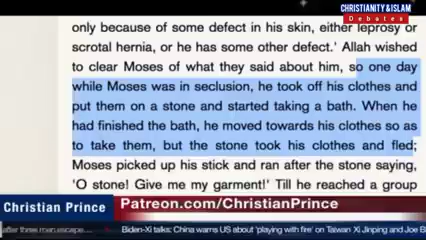 CHRISTIANITY & ISLAM
Debates
only because of some defect in his skin, either leprosy or
scrotal hernia, or he has some other defect.' Allah wished
to clear Moses of what they said about him, so one day
while Moses was in seclusion, he took off his clothes and
put them on a stone and started taking a bath. When he
had finished the bath, he moved towards his clothes so as
to take them, but the stone took his clothes and fled;
Moses picked up his stick and ran after the stone saying,
'O stone! Give me my garment!' Till he reached a group
Christian Prince Patreon.com/ChristianPrince
after three men escape... Biden-Xi talks: China warns US about 'playing with fire' on Taiwan Xi Jinping and Joe B